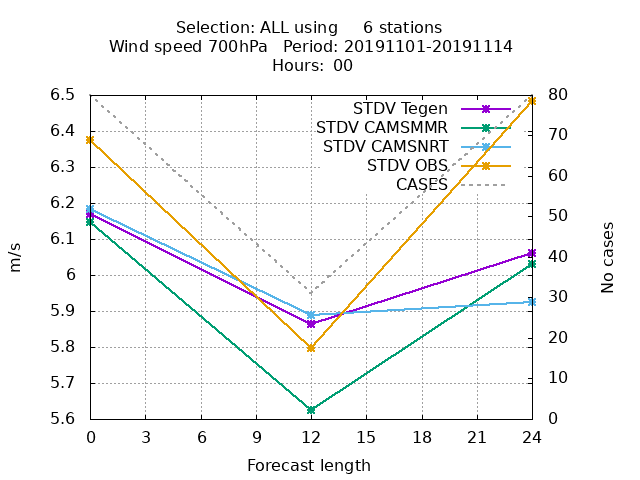 Selection: ALL using     6 stations
Wind speed 700hPa   Period: 20191101-20191114
Hours:  00
STDV Tegen
STDV CAMSMMR
STDV CAMSNRT
STDV OBS
CASES
6.5
6.4
6.3
6.2
6.1
6
5.9
5.8
5.7
5.6
m/s
80
70
60
50
40
30
20
10
0
No cases
0 3 6 9 12 15 18 21 24
Forecast length